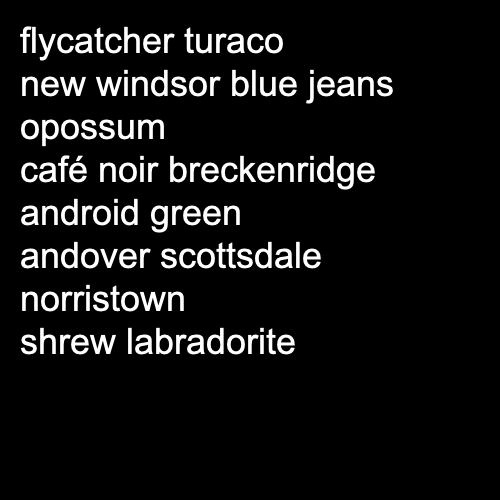 flycatcher turaco
new windsor blue jeans
opossum
café noir breckenridge
android green
andover scottsdale
norristown
shrew labradorite